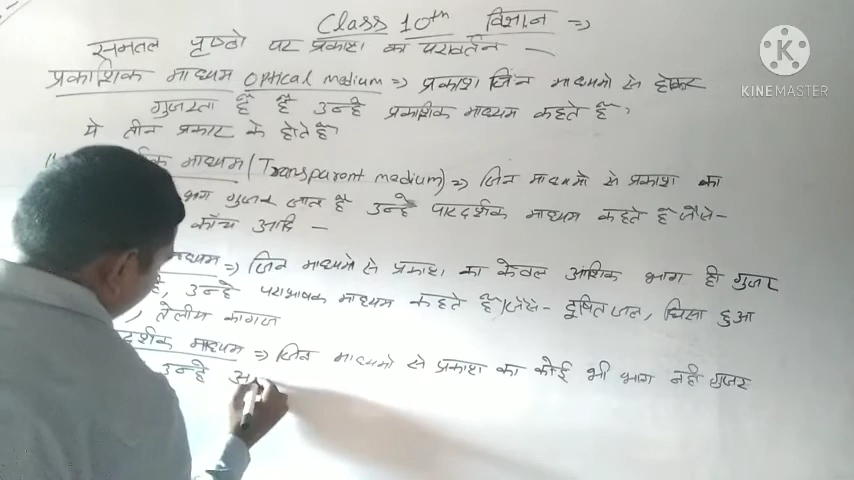 Class 10th विज्ञान ⇒
समतल पृष्ठो पर प्रकाश का परावर्तन –
प्रकाशिक माध्यम Optical medium ⇒ प्रकाश जिन माध्यमो से होकर
गुजरता है है उन्हे प्रकाशिक माध्यम कहते हैं,
ये तीन प्रकार के होते हैं
माध्यम (Transparent medium) ⇒ जिन माध्यमो से प्रकाश का
भाग गुजर जात है उन्हे पारदर्शक माध्यम कहते हैं जैसे –
काँच आदि –
माध्यम ⇒ जिन माध्यमो से प्रकाश का केवल आंशिक भाग ही गुजर
उन्हे पराभाषक माध्यम कहते हैं। जैसे – दूषित जल, घिसा हुआ
, तेलीय कागज
दर्शक माध्यम ⇒ जिन माध्यमो से प्रकाश का कोई भी भाग नही गुजर
उन्हे अ
KINEMASTER